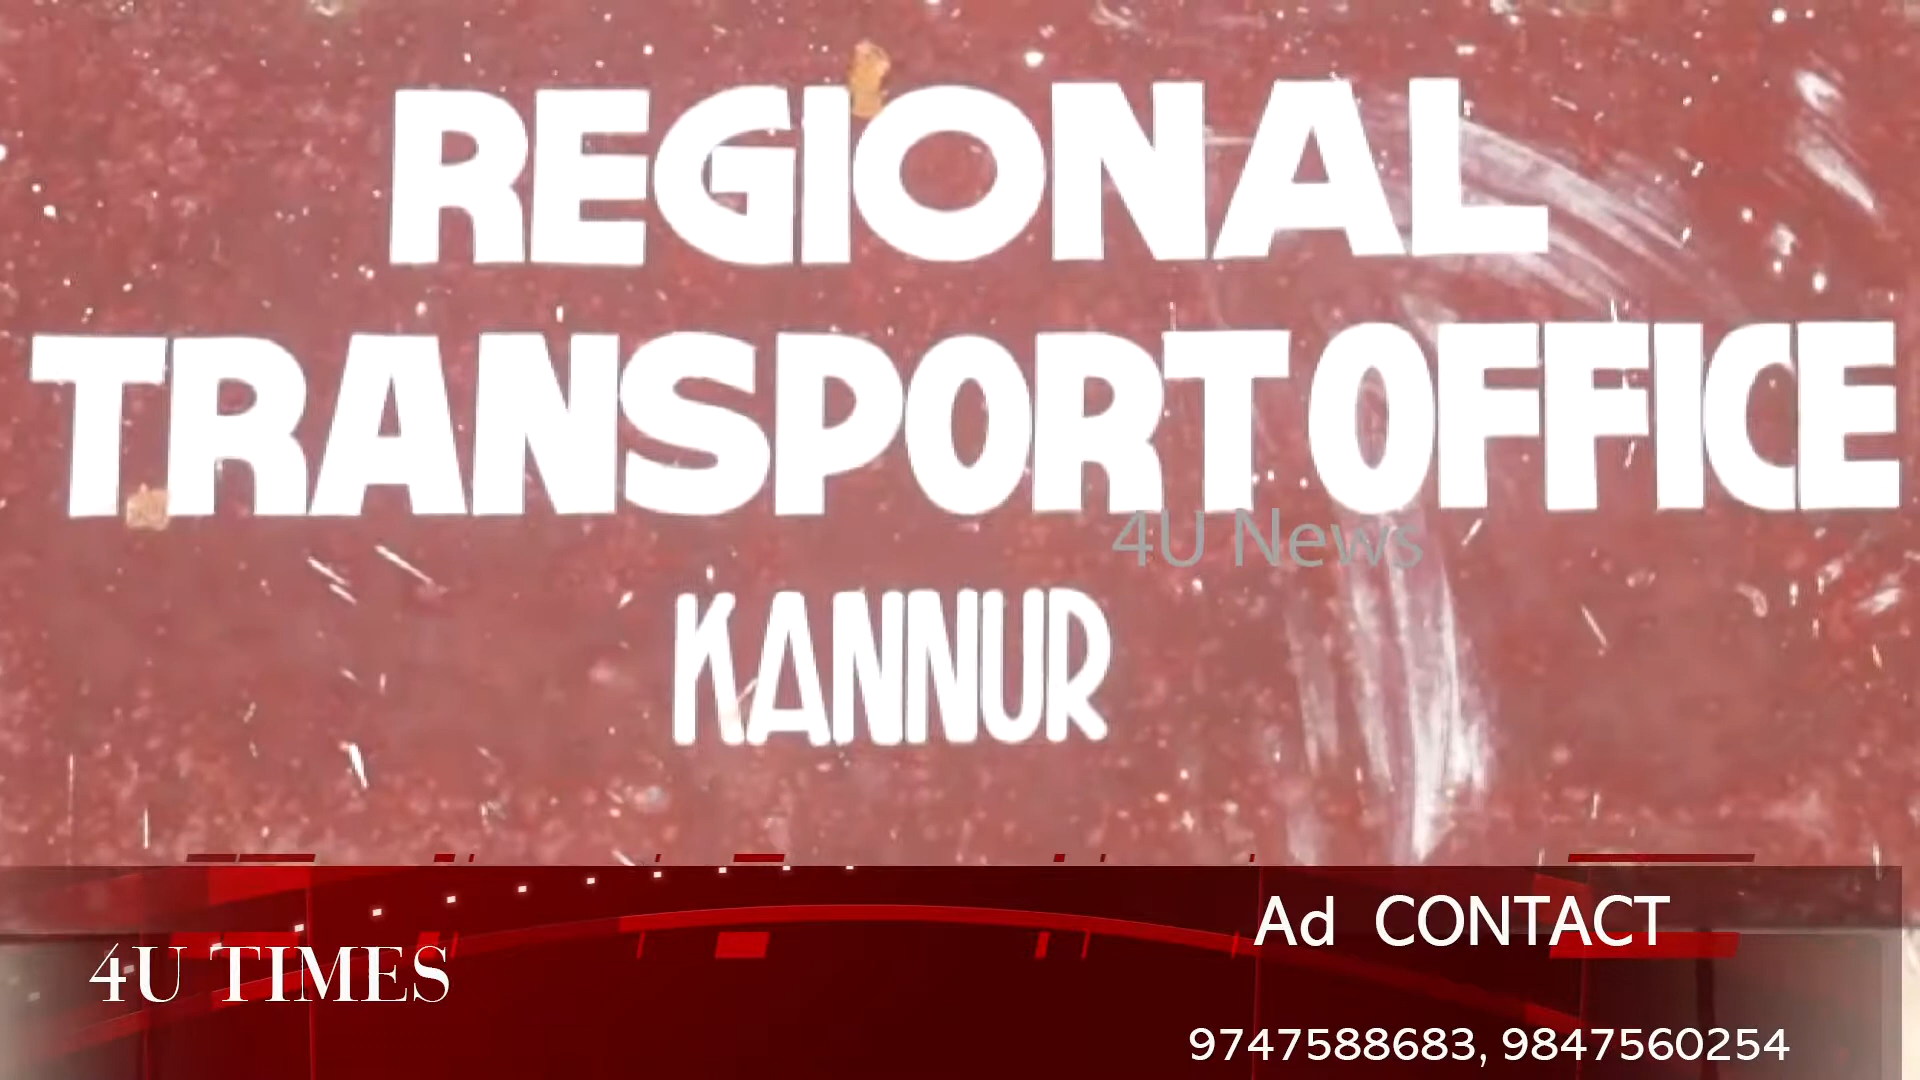 REGIONAL
TRANSPORT OFFICE
4U News
KANNUR
Ad CONTACT
4U TIMES
9747588683, 9847560254